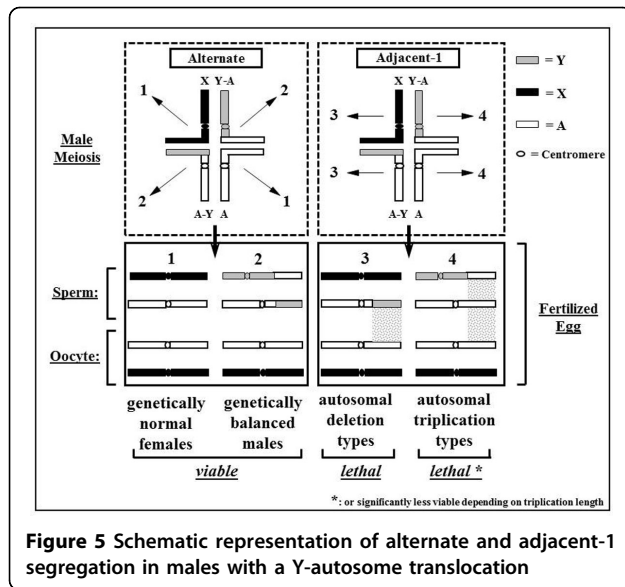 Alternate
Adjacent-1
X Y-A
X Y-A
1
2
3
4
Male
Meiosis
2
1
3
4
A-Y A
A-Y A
= Y
= X
= A
= Centromere
1
2
3
4
Sperm:
Oocyte:
Fertilized
Egg
genetically
normal
females
genetically
balanced
males
autosomal
deletion
types
autosomal
triplication
types
viable
lethal
lethal *
*: or significantly less viable depending on triplication length
Figure 5 Schematic representation of alternate and adjacent-1
segregation in males with a Y-autosome translocation